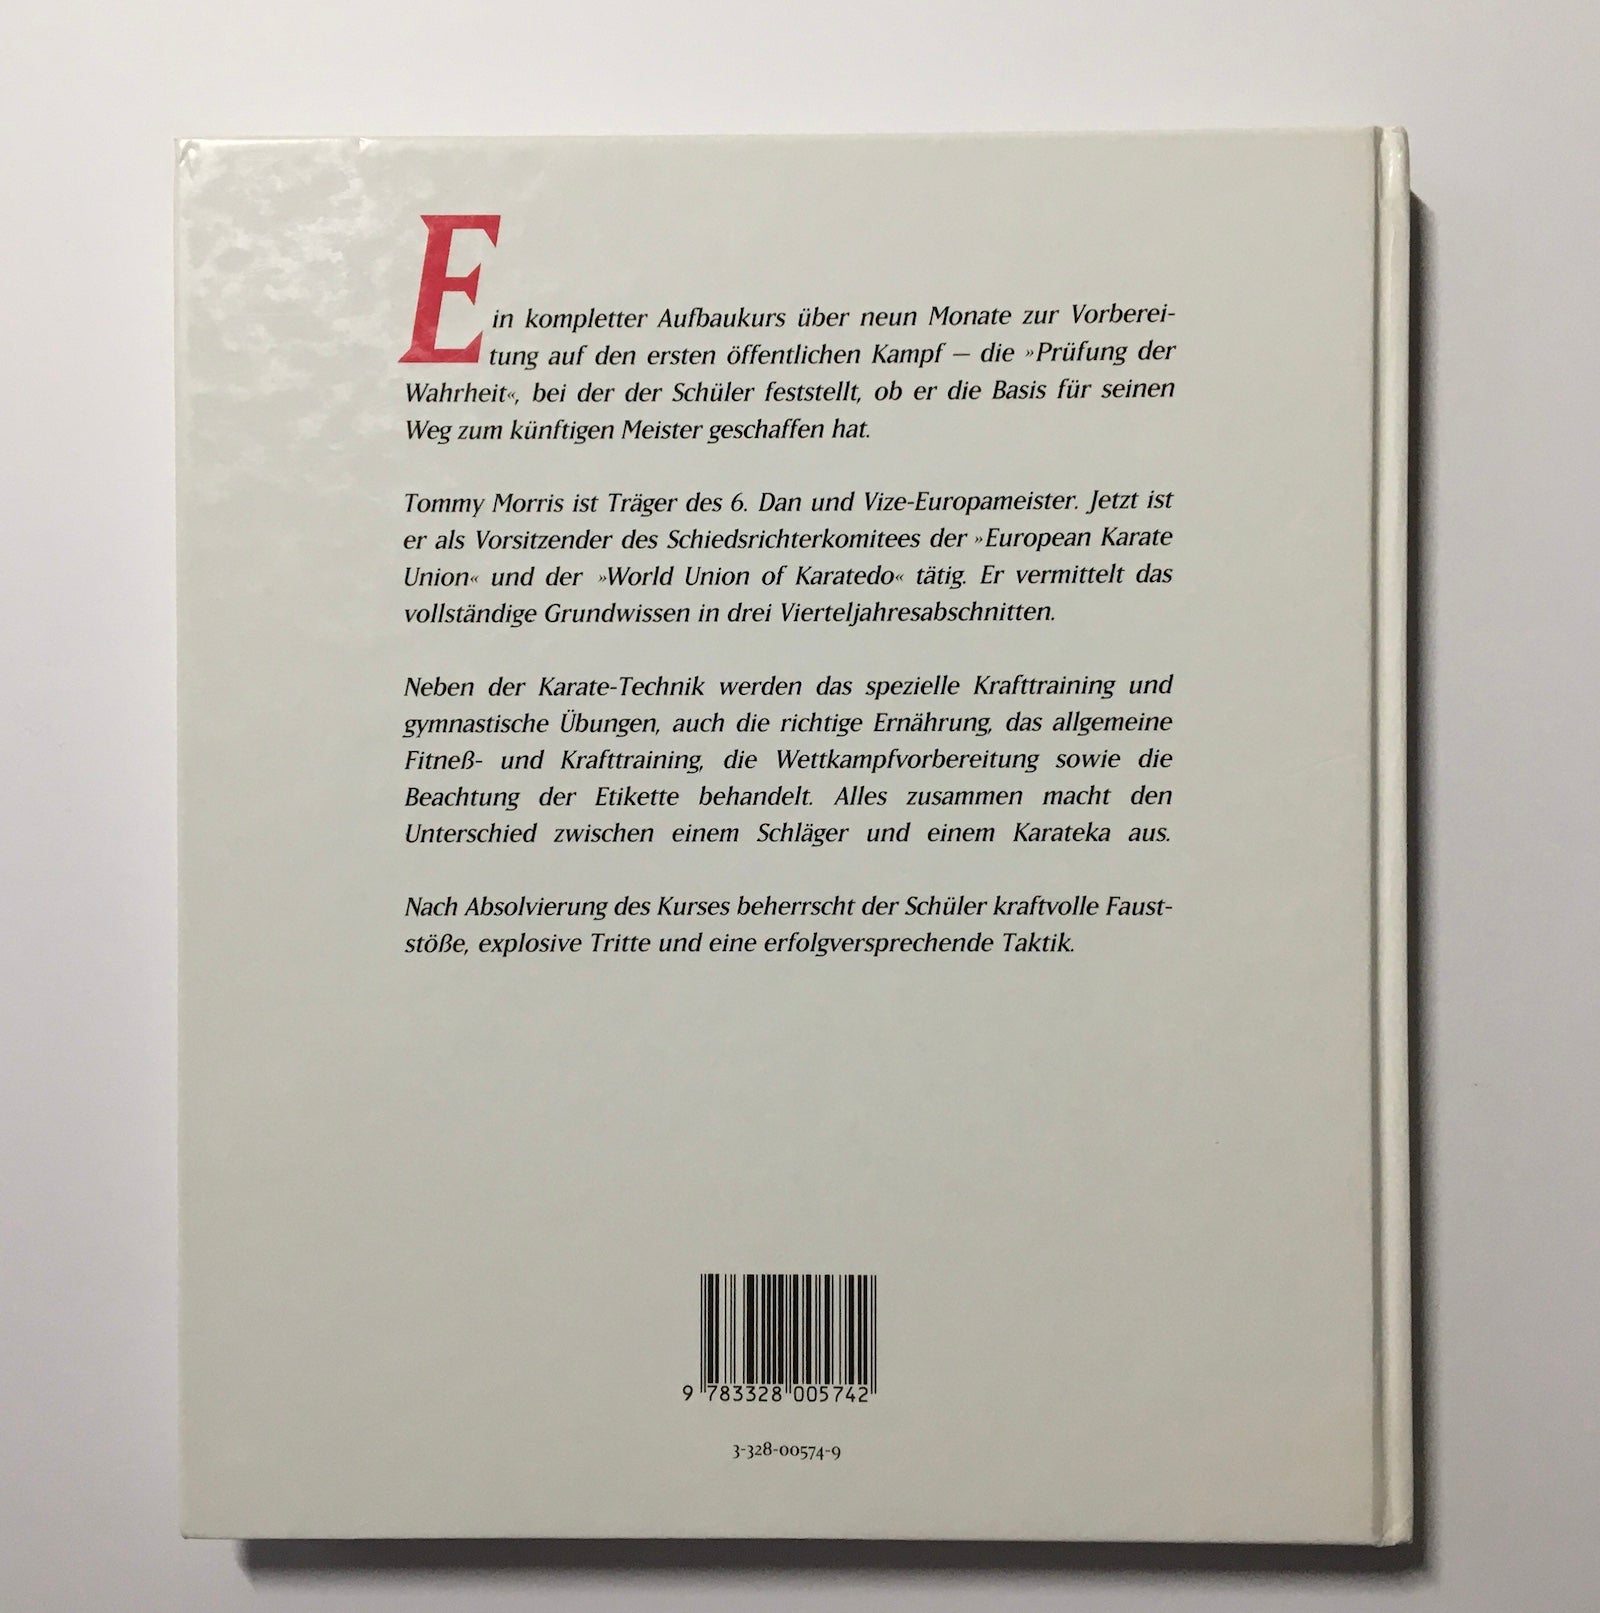 Ein kompletter Aufbaukurs über neun Monate zur Vorberei-
tung auf den ersten öffentlichen Kampf – die »Prüfung der
Wahrheit«, bei der der Schüler feststellt, ob er die Basis für seinen
Weg zum künftigen Meister geschaffen hat.
Tommy Morris ist Träger des 6. Dan und Vize-Europameister. Jetzt ist
er als Vorsitzender des Schiedsrichterkomitees der »European Karate
Union« und der »World Union of Karatedo« tätig. Er vermittelt das
vollständige Grundwissen in drei Vierteljahresabschnitten.
Neben der Karate-Technik werden das spezielle Krafttraining und
gymnastische Übungen, auch die richtige Ernährung, das allgemeine
Fitneß- und Krafttraining, die Wettkampfvorbereitung sowie die
Beachtung der Etikette behandelt. Alles zusammen macht den
Unterschied zwischen einem Schläger und einem Karateka aus.
Nach Absolvierung des Kurses beherrscht der Schüler kraftvolle Faust-
stöße, explosive Tritte und eine erfolgversprechende Taktik.
9 783328 005742
3-328-00574-9